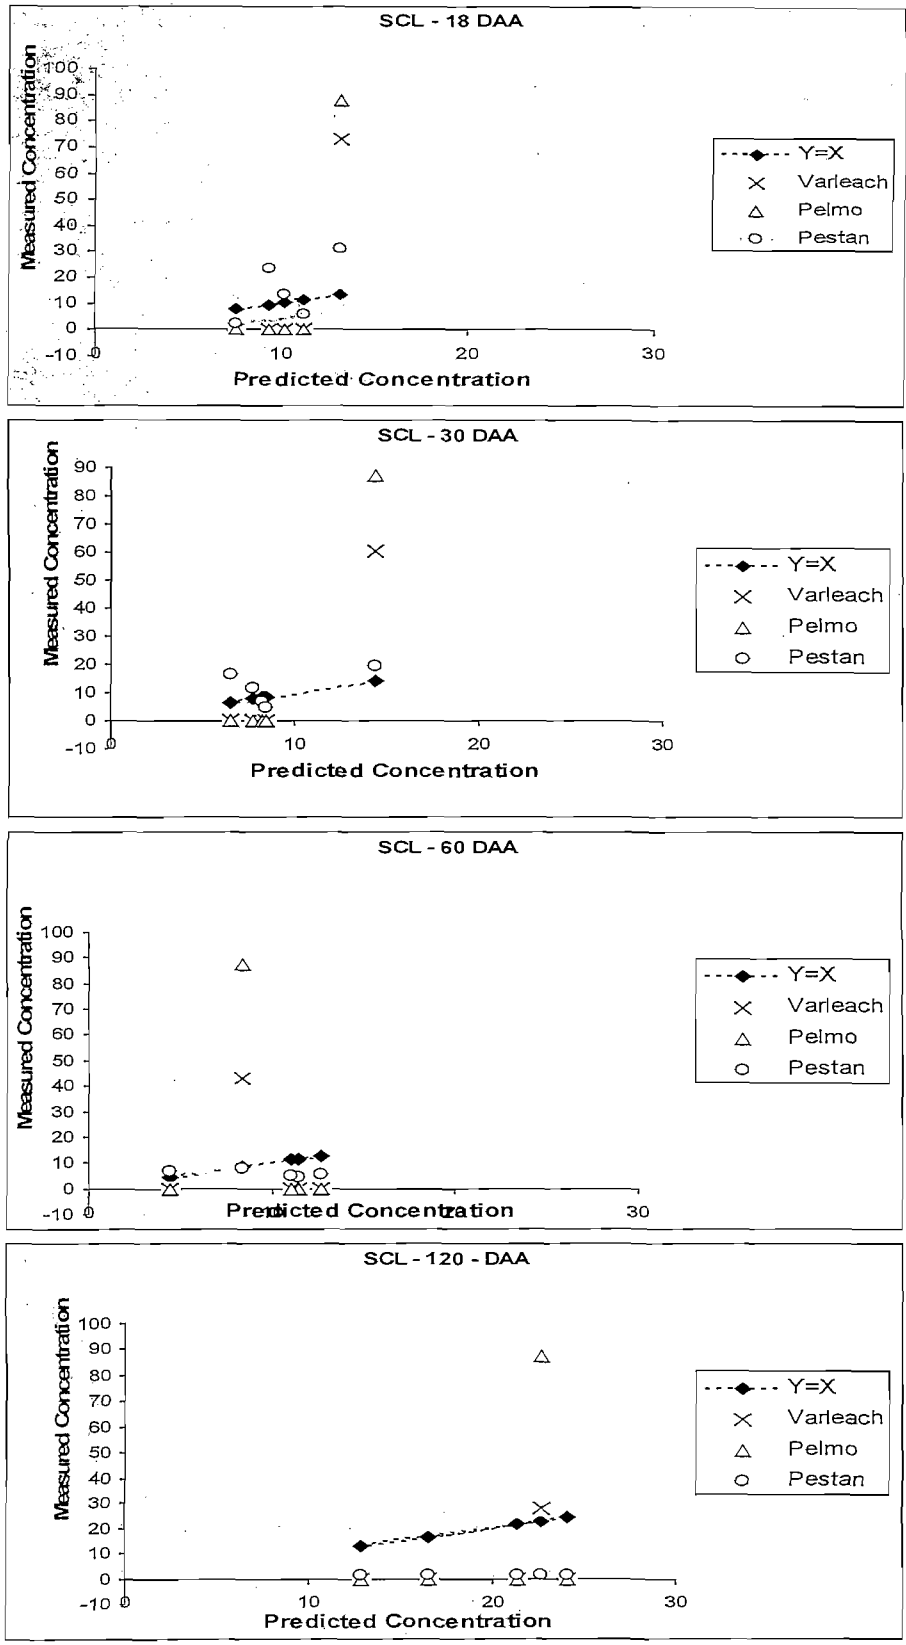 SCL - 18 DAA
Measured Concentration
100
90
80
70
60
50
40
30
20
10
0
-10
0
10
20
30
Predicted Concentration
Y=X
Varleach
Pelmo
Pestan
SCL - 30 DAA
Measured Concentration
90
80
70
60
50
40
30
20
10
0
-10
0
10
20
30
Predicted Concentration
Y=X
Varleach
Pelmo
Pestan
SCL - 60 DAA
Measured Concentration
100
90
80
70
60
50
40
30
20
10
0
-10
0
10
20
30
Predicted Concentration
Y=X
Varleach
Pelmo
Pestan
SCL - 120 - DAA
Measured Concentration
100
90
80
70
60
50
40
30
20
10
0
-10
0
10
20
30
Predicted Concentration
Y=X
Varleach
Pelmo
Pestan